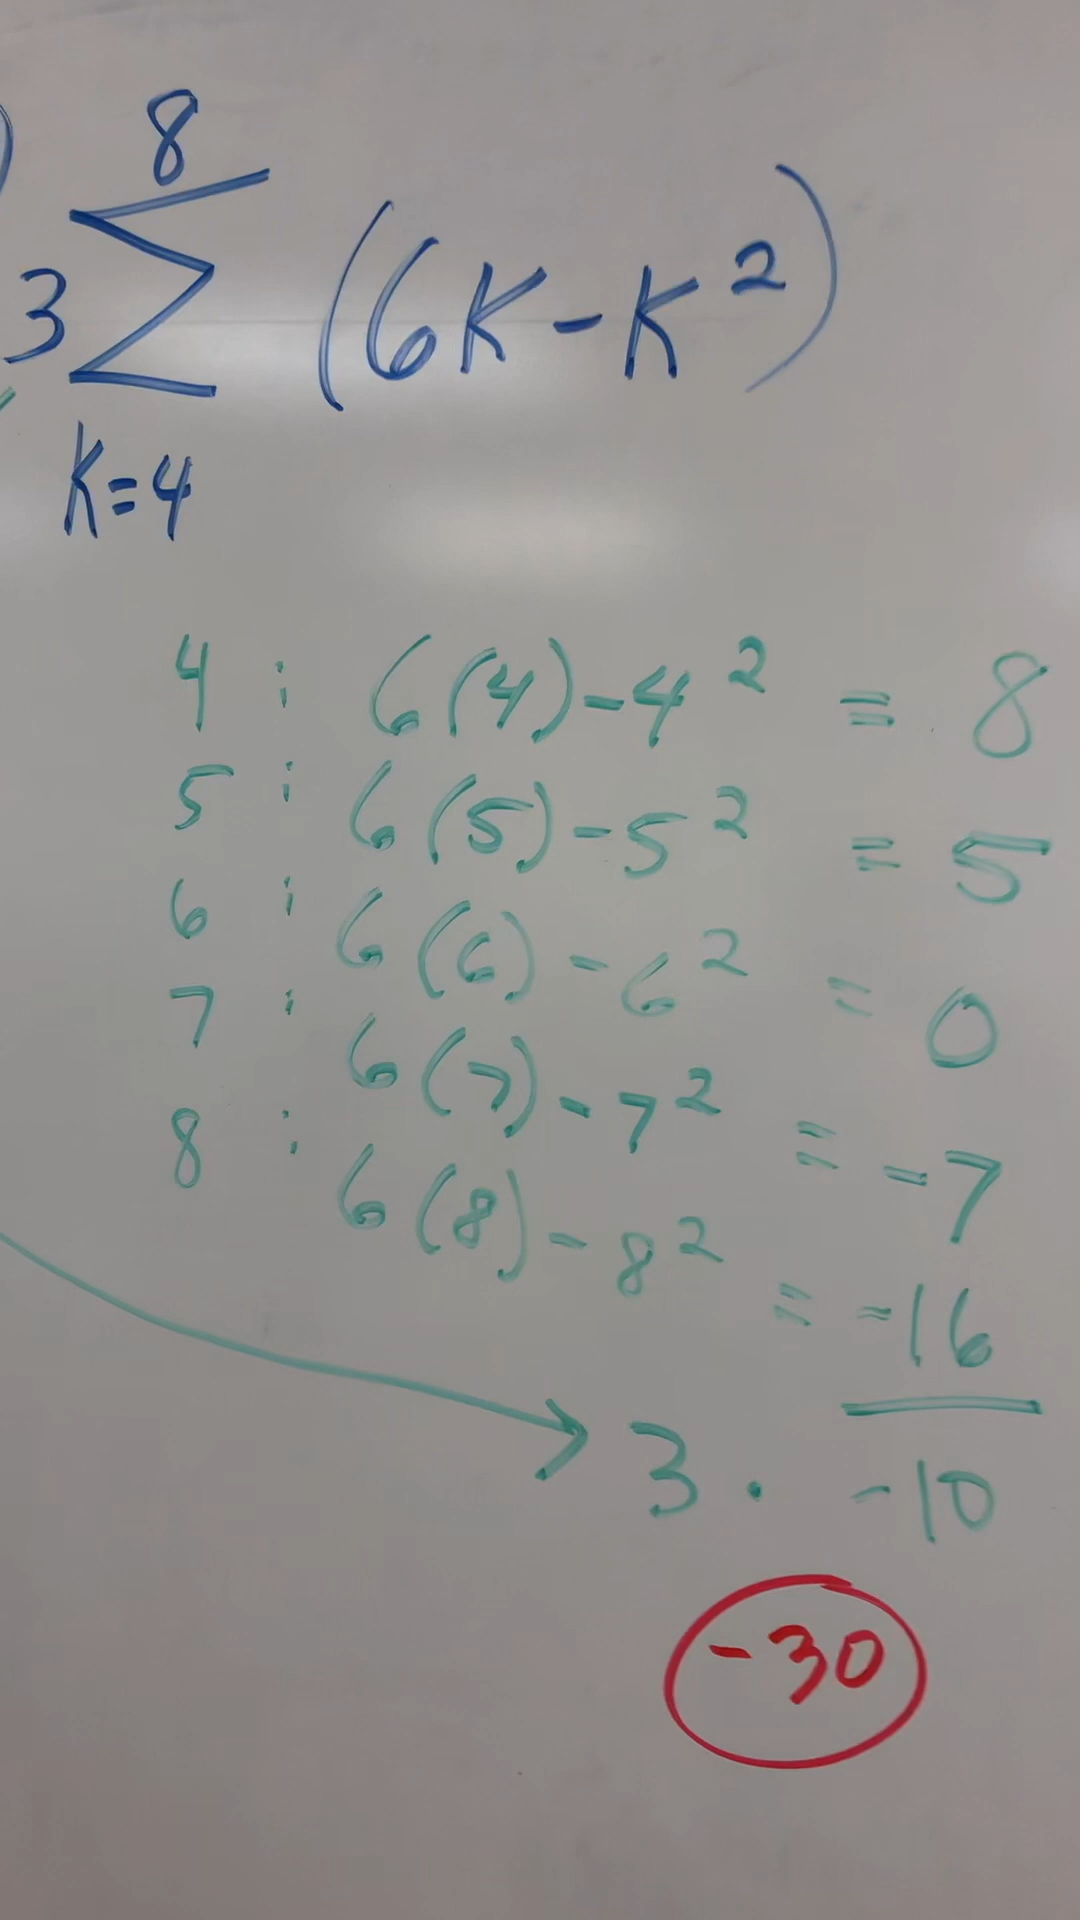 8
3 ∑ (6K - K²)
K=4
4 : 6(4) - 4² = 8
5 : 6(5) - 5² = 5
6 : 6(6) - 6² = 0
7 : 6(7) - 7² = -7
8 : 6(8) - 8² = -16
3 · -10
-30